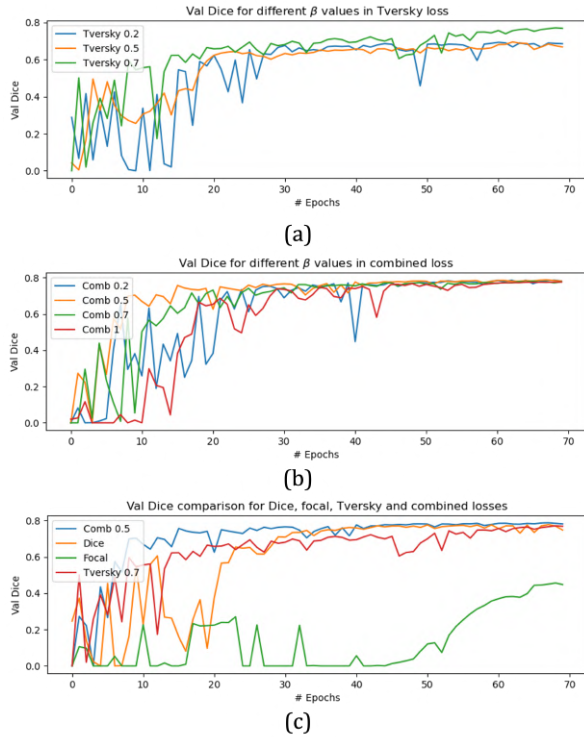 Val Dice for different β values in Tversky loss
Tversky 0.2
Tversky 0.5
Tversky 0.7
Val Dice
0.8
0.6
0.4
0.2
0.0
0 10 20 30 40 50 60 70
# Epochs
(a)
Val Dice for different β values in combined loss
Comb 0.2
Comb 0.5
Comb 0.7
Comb 1
Val Dice
0.8
0.6
0.4
0.2
0.0
0 10 20 30 40 50 60 70
# Epochs
(b)
Val Dice comparison for Dice, focal, Tversky and combined losses
Comb 0.5
Dice
Focal
Tversky 0.7
Val Dice
0.8
0.6
0.4
0.2
0.0
0 10 20 30 40 50 60 70
# Epochs
(c)